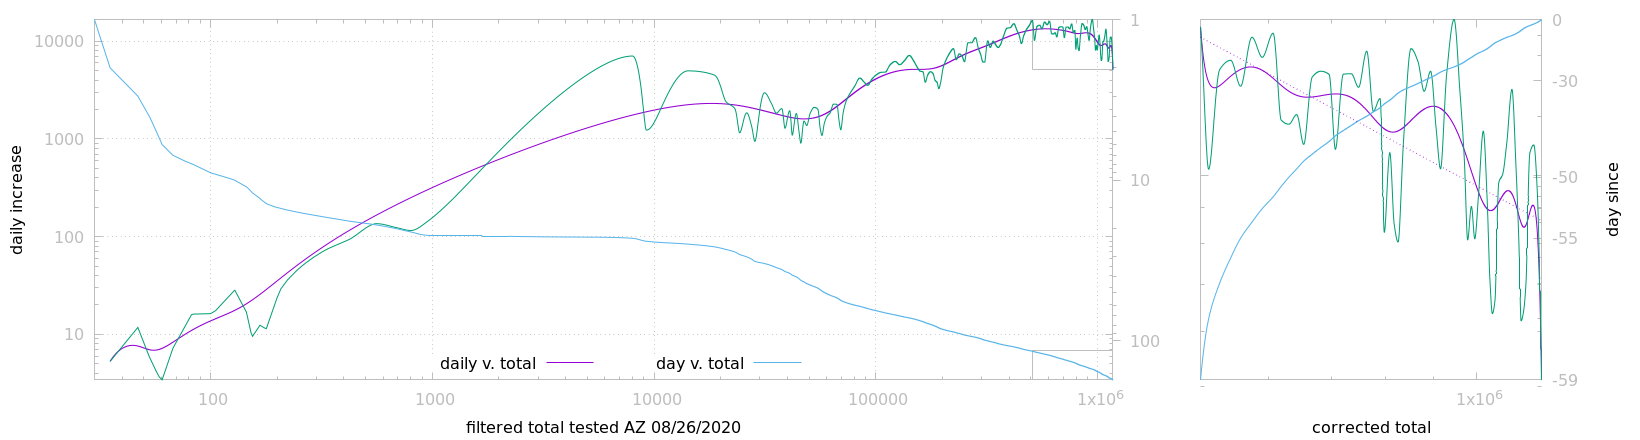 10000
1000
100
10
daily increase
100
1000
10000
100000
1x10^6
filtered total tested AZ 08/26/2020
daily v. total
day v. total
1
10
100
1x10^6
corrected total
0
-30
-50
-55
-59
day since